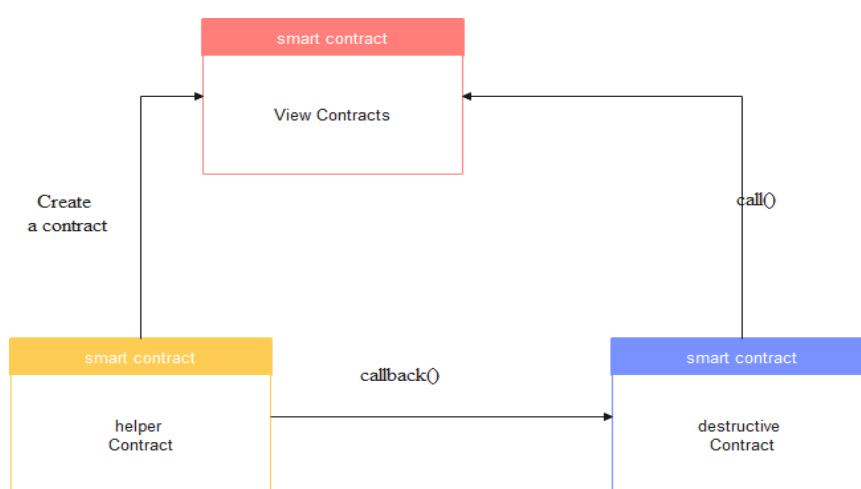 smart contract
View Contracts
Create
a contract
call()
smart contract
helper
Contract
callback()
smart contract
destructive
Contract